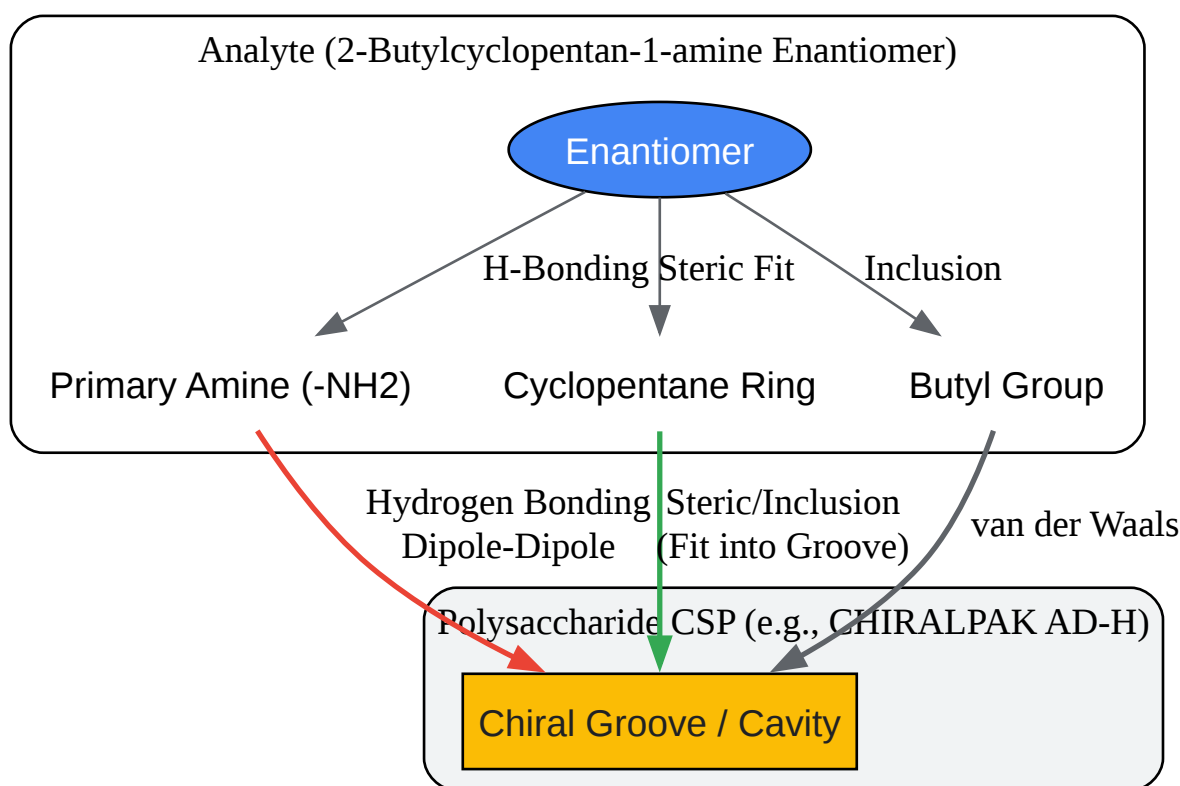 Analyte (2-Butylcyclopentan-1-amine Enantiomer)
Enantiomer
H-Bonding
Steric Fit
Inclusion
Primary Amine (-NH2)
Cyclopentane Ring
Butyl Group
Hydrogen Bonding
Dipole-Dipole
Steric/Inclusion
(Fit into Groove)
van der Waals
Polysaccharide CSP (e.g., CHIRALPAK AD-H)
Chiral Groove / Cavity